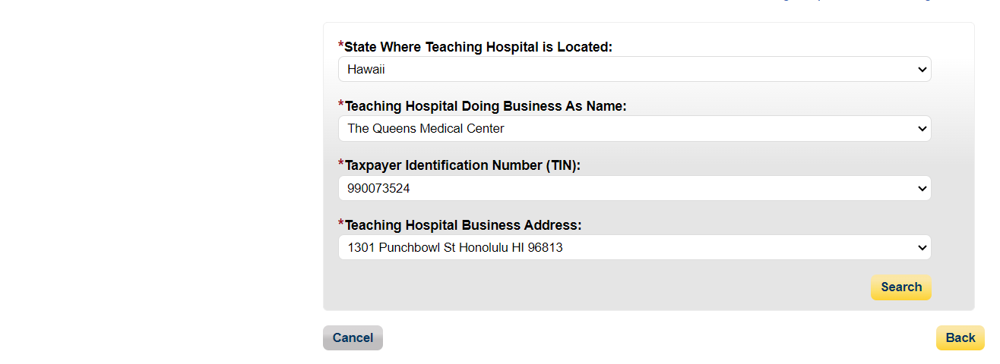 *State Where Teaching Hospital is Located:
Hawaii
*Teaching Hospital Doing Business As Name:
The Queens Medical Center
*Taxpayer Identification Number (TIN):
990073524
*Teaching Hospital Business Address:
1301 Punchbowl St Honolulu HI 96813
Search
Cancel
Back